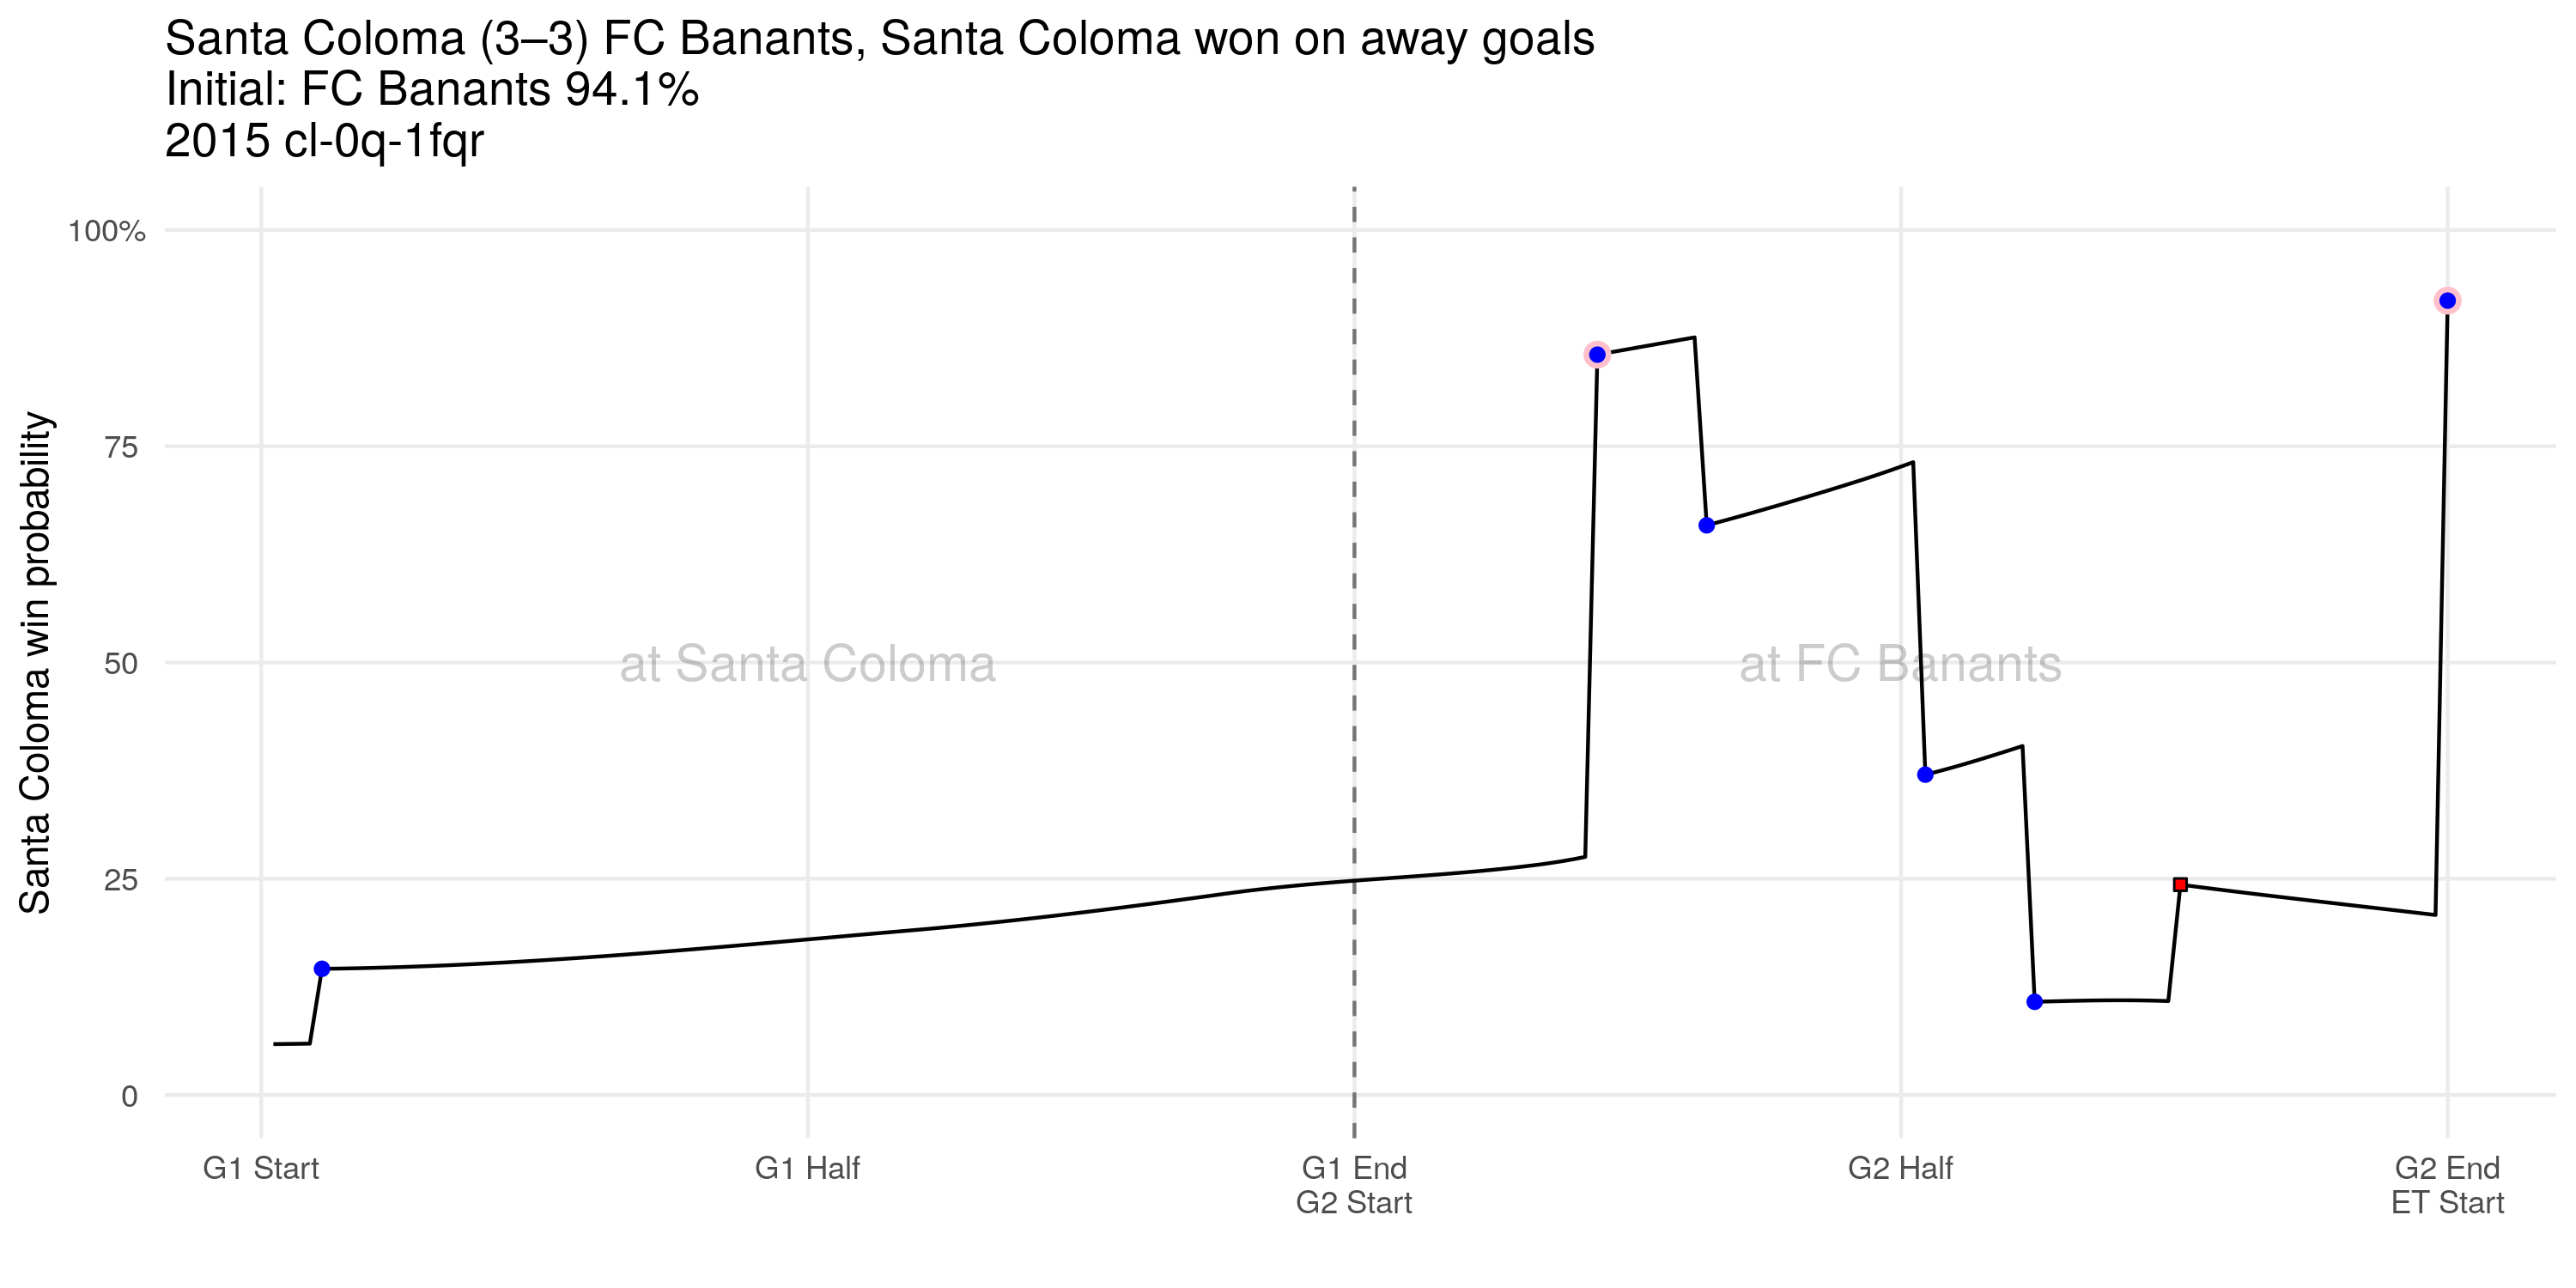 Santa Coloma (3–3) FC Banants, Santa Coloma won on away goals
Initial: FC Banants 94.1%
2015 cl-0q-1fqr
Santa Coloma win probability
100%
75
50
25
0
at Santa Coloma
at FC Banants
G1 Start
G1 Half
G1 End
G2 Start
G2 Half
G2 End
ET Start